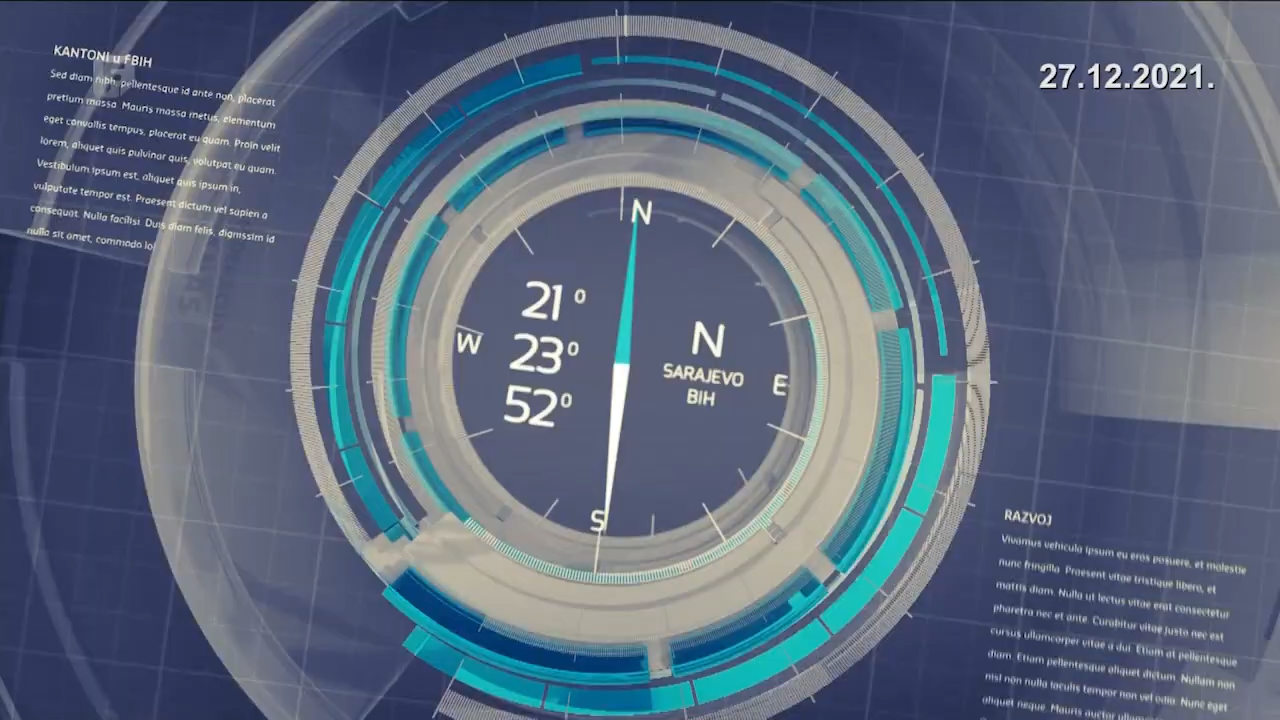 KANTONI u FBIH
Sed diam nibh, pellentesque id ante non, placerat
pretium massa. Mauris massa metus, elementum
eget convallis tempus, placerat eu quam. Proin velit
lorem, aliquet quis pulvinar quis, volutpat eu quam.
Vestibulum ipsum est, aliquet quis ipsum in,
vulputate tempor est. Praesent dictum vel sapien a
consequat. Nulla facilisi. Duis diam felis, dignissim id
nulla sit amet, commodo lo
27.12.2021.
N
21°
23°
52°
W
N
SARAJEVO
BIH
E
S
RAZVOJ
Vivamus vehicula ipsum eu eros posuere, et molestie
nunc fringilla. Praesent vitae tristique libero, et
mattis diam. Nulla ut lectus vitae erat consectetur
pharetra nec et ante. Curabitur vitae justo nec est
cursus ullamcorper vitae a dui. Etiam at pellentesque
diam. Etiam pellentesque aliquet dictum. Nullam non
nisl non nulla iaculis tempor non vel odio. Nunc eget
aliquet neque. Mauris auctor